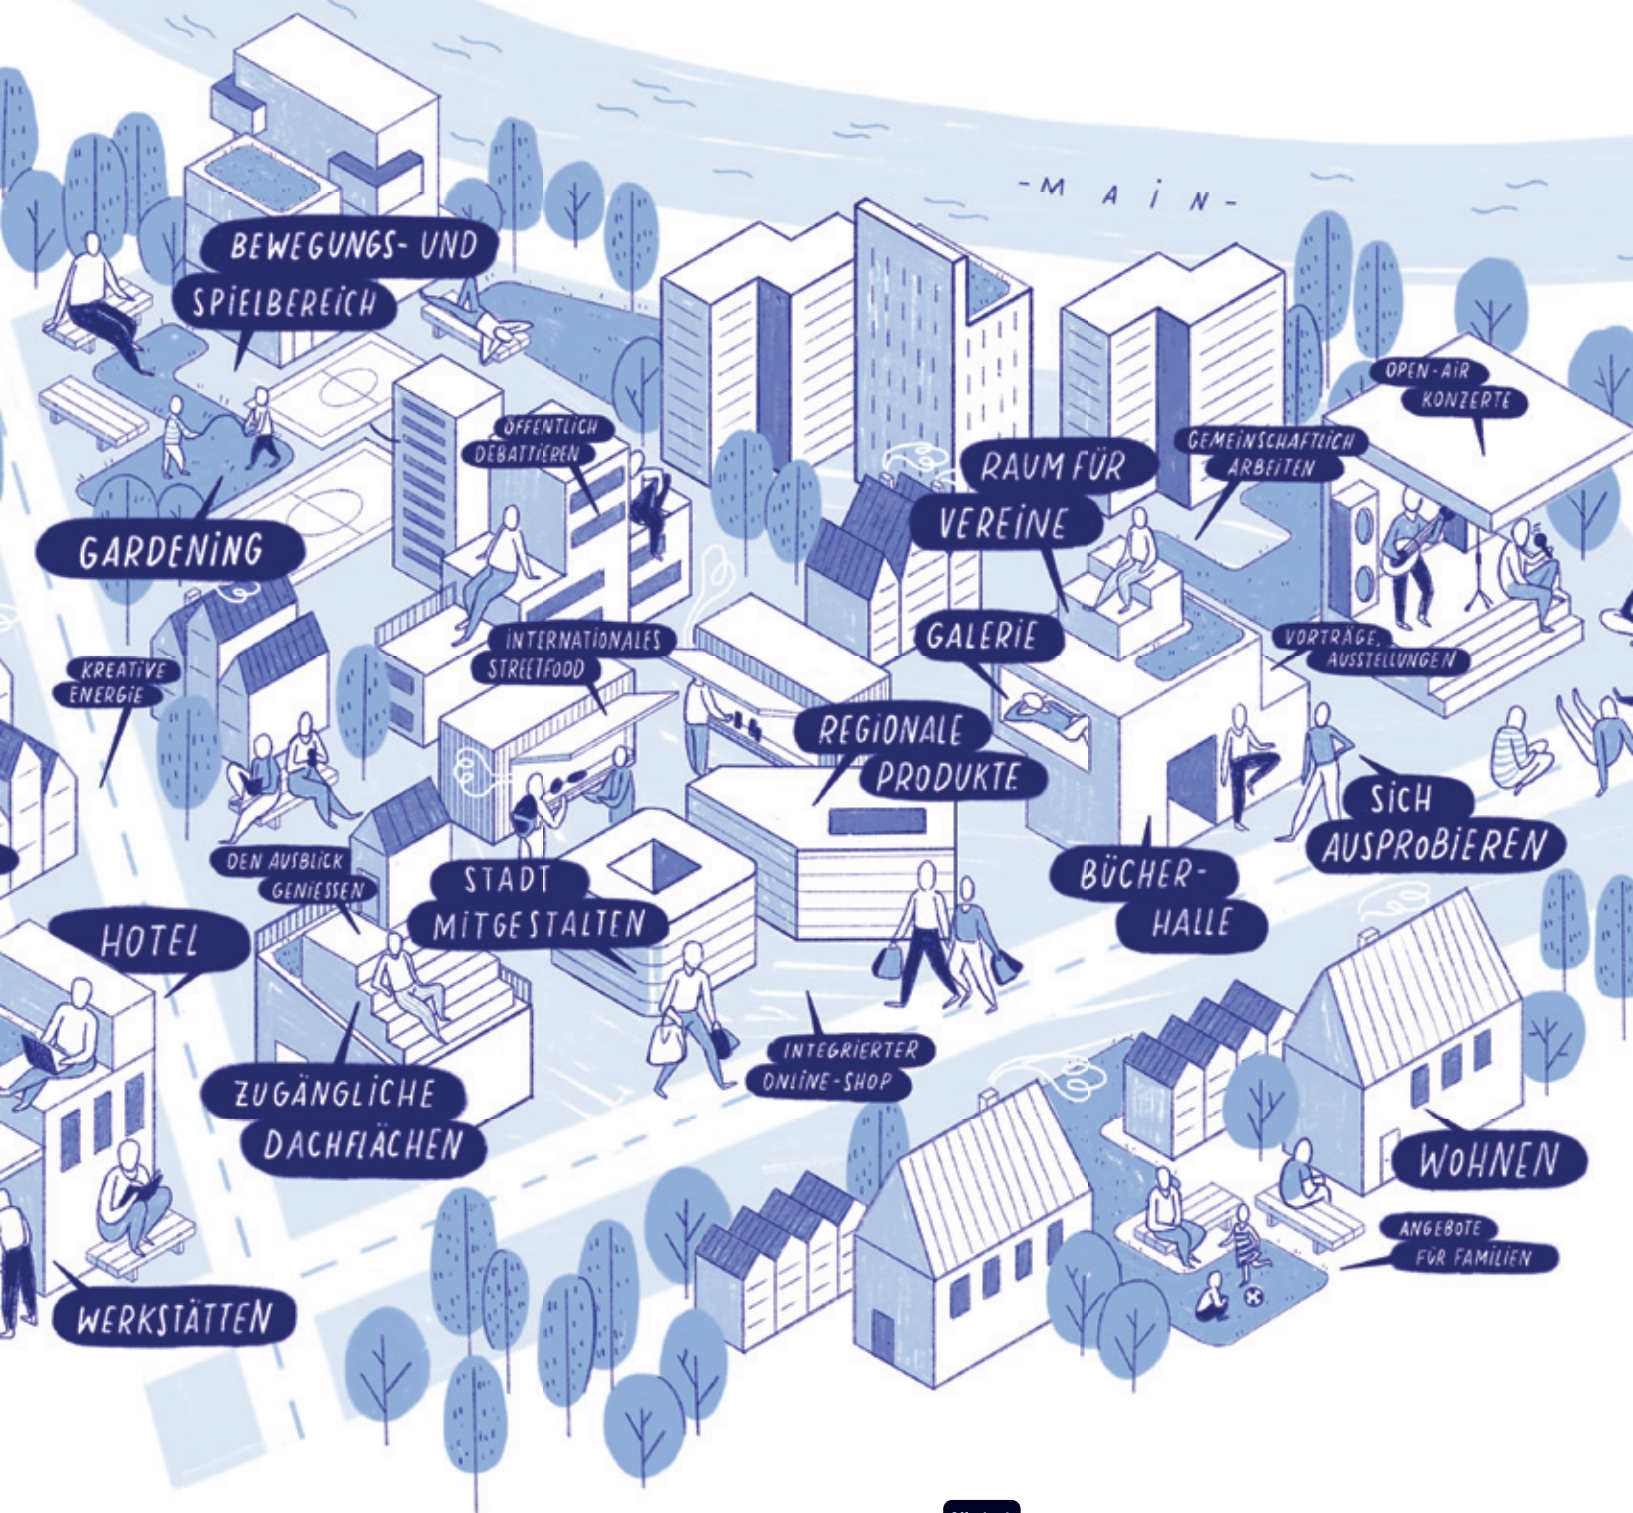 -MAiN-
BEWEGUNGS- UND
SPiELBEREiCH
OPEN-AiR
KONZERTE
ÖFFENTLiCH
DEBATTiEREN
RAUM FÜR
VEREiNE
GEMEiNSCHAFTLiCH
ARBEiTEN
GARDENiNG
iNTERNATiONALES
STREETFOOD
GALERiE
VORTRÄGE,
AUSSTELLUNGEN
KREATiVE
ENERGiE
REGiONALE
PRODUKTE
SiCH
AUSPROBiEREN
DEN AUSBLiCK
GENiESSEN
STADT
MiTGESTALTEN
BÜCHER-
HALLE
HOTEL
iNTEGRiERTER
ONLiNE-SHOP
ZUGÄNGLiCHE
DACHFLÄCHEN
WOHNEN
ANGEBOTE
FÜR FAMiLiEN
WERKSTÄTTEN